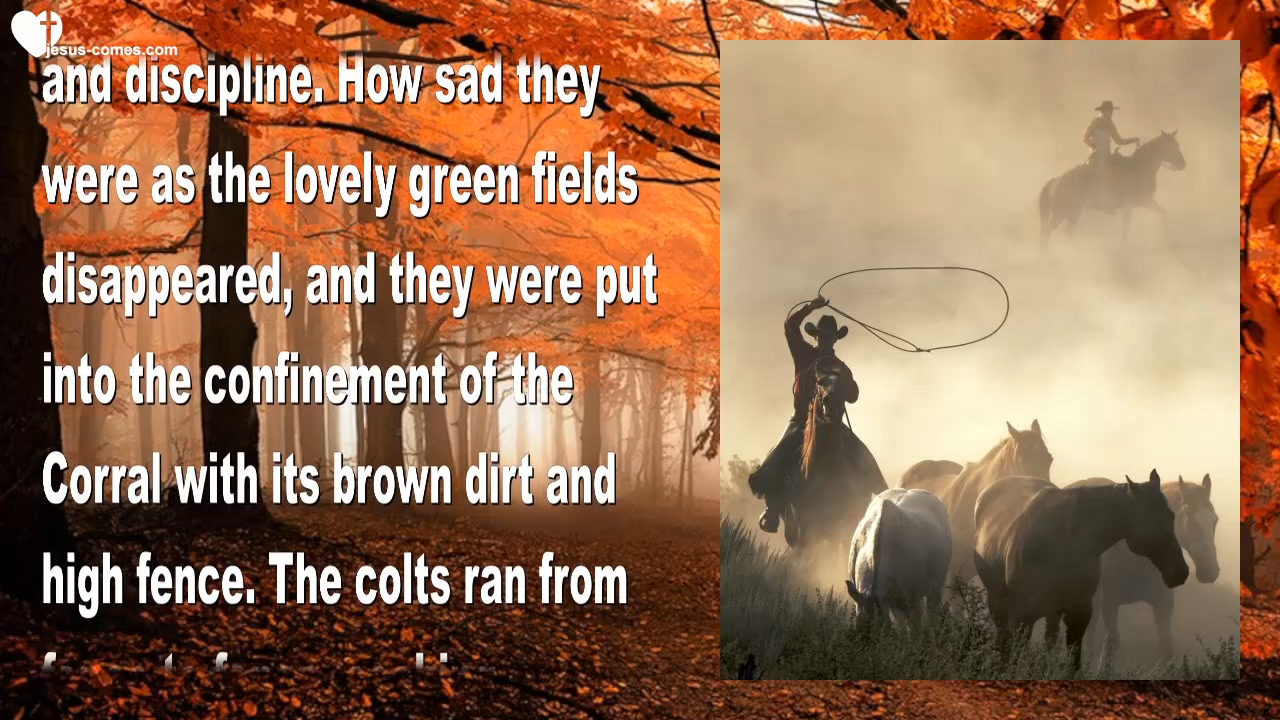 jesus-comes.com
and discipline. How sad they
were as the lovely green fields
disappeared, and they were put
into the confinement of the
Corral with its brown dirt and
high fence. The colts ran from